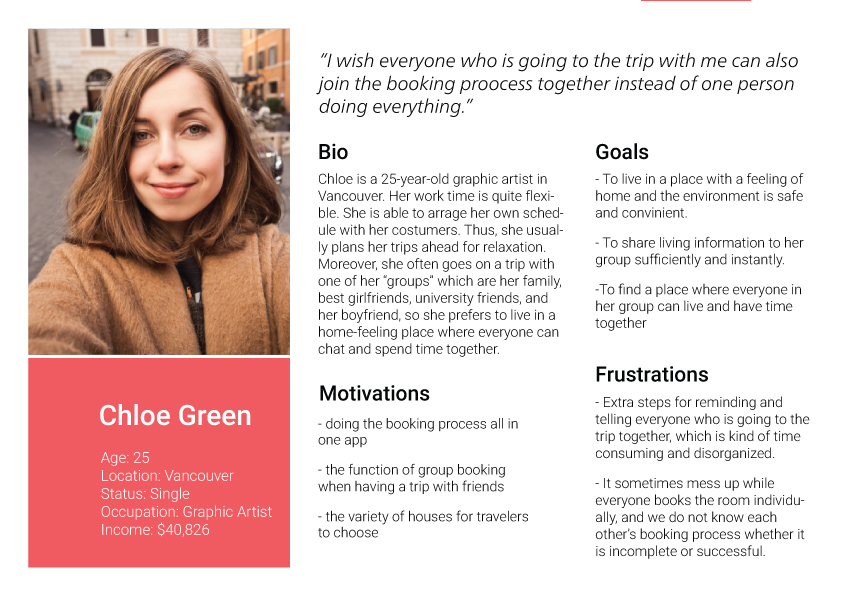 “I wish everyone who is going to the trip with me can also
join the booking proocess together instead of one person
doing everything.”
Bio
Chloe is a 25-year-old graphic artist in
Vancouver. Her work time is quite flexi-
ble. She is able to arrage her own sched-
ule with her costumers. Thus, she usual-
ly plans her trips ahead for relaxation.
Moreover, she often goes on a trip with
one of her “groups” which are her family,
best girlfriends, university friends, and
her boyfriend, so she prefers to live in a
home-feeling place where everyone can
chat and spend time together.
Motivations
- doing the booking process all in
one app
- the function of group booking
when having a trip with friends
- the variety of houses for travelers
to choose
Goals
- To live in a place with a feeling of
home and the environment is safe
and convinient.
- To share living information to her
group sufficiently and instantly.
-To find a place where everyone in
her group can live and have time
together
Frustrations
- Extra steps for reminding and
telling everyone who is going to the
trip together, which is kind of time
consuming and disorganized.
- It sometimes mess up while
everyone books the room individu-
ally, and we do not know each
other’s booking process whether it
is incomplete or successful.
Chloe Green
Age: 25
Location: Vancouver
Status: Single
Occupation: Graphic Artist
Income: $40,826